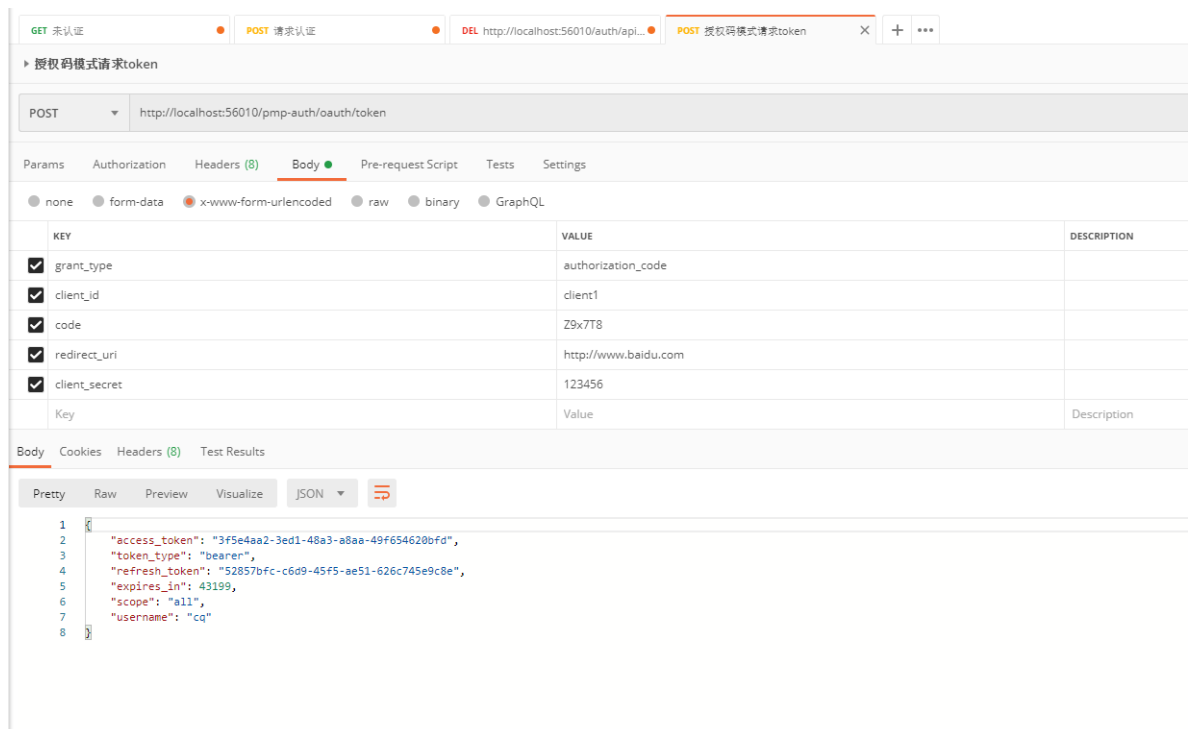 GET 未认证 POST 请求认证 DEL http://localhost:56010/auth/api... POST 授权码模式请求token
授权码模式请求token
POST http://localhost:56010/pmp-auth/oauth/token
Params Authorization Headers (8) Body Pre-request Script Tests Settings
none form-data x-www-form-urlencoded raw binary GraphQL
KEY VALUE DESCRIPTION
grant_type authorization_code
client_id client1
code Z9x7T8
redirect_uri http://www.baidu.com
client_secret 123456
Key Value Description
Body Cookies Headers (8) Test Results
Pretty Raw Preview Visualize JSON
1 {
2 "access_token": "3f5e4aa2-3ed1-48a3-a8aa-49f654620bfd",
3 "token_type": "bearer",
4 "refresh_token": "52857bfc-c6d9-45f5-ae51-626c745e9c8e",
5 "expires_in": 43199,
6 "scope": "all",
7 "username": "cq"
8 }